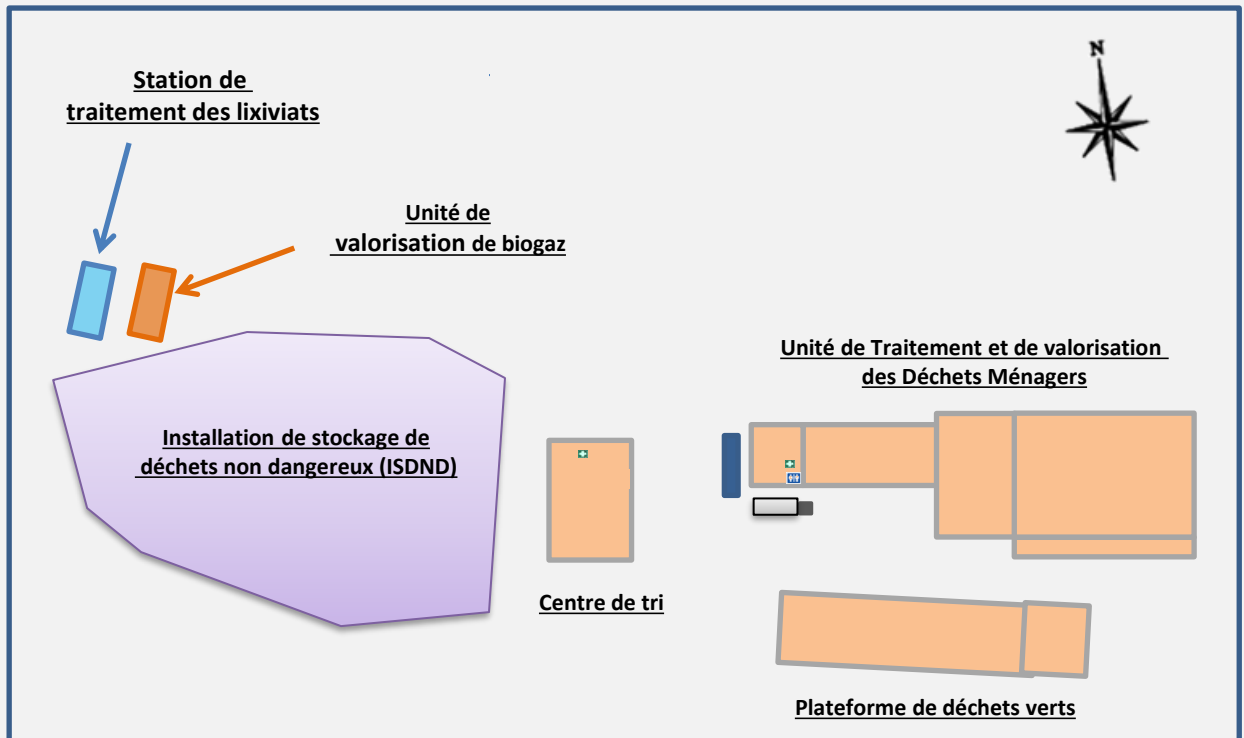 N
Station de
traitement des lixiviats
Unité de
valorisation de biogaz
Unité de Traitement et de valorisation
des Déchets Ménagers
Installation de stockage de
déchets non dangereux (ISDND)
Centre de tri
Plateforme de déchets verts